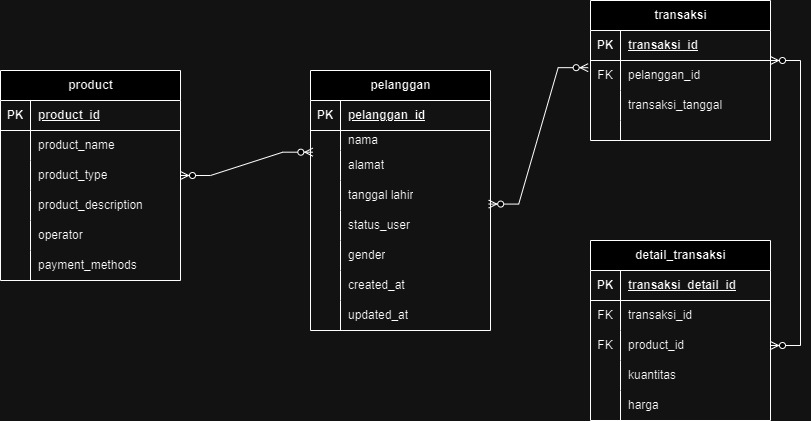 product
PK product_id
product_name
product_type
product_description
operator
payment_methods
pelanggan
PK pelanggan_id
nama
alamat
tanggal lahir
status_user
gender
created_at
updated_at
transaksi
PK transaksi_id
FK pelanggan_id
transaksi_tanggal
detail_transaksi
PK transaksi_detail_id
FK transaksi_id
FK product_id
kuantitas
harga